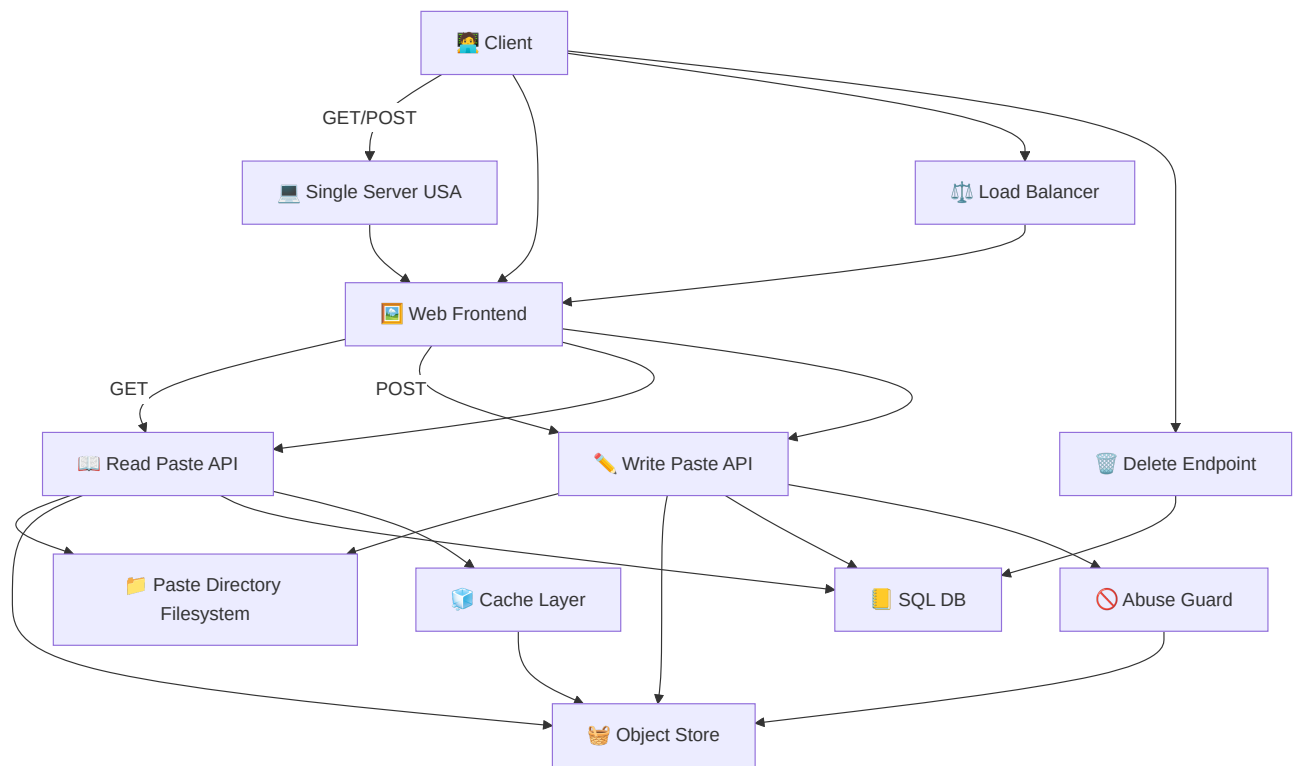 🧑‍💻 Client
GET/POST
💻 Single Server USA
⚖️ Load Balancer
🖼️ Web Frontend
GET
POST
📖 Read Paste API
✏️ Write Paste API
🗑️ Delete Endpoint
📁 Paste Directory
Filesystem
🧊 Cache Layer
📒 SQL DB
🚫 Abuse Guard
🧺 Object Store